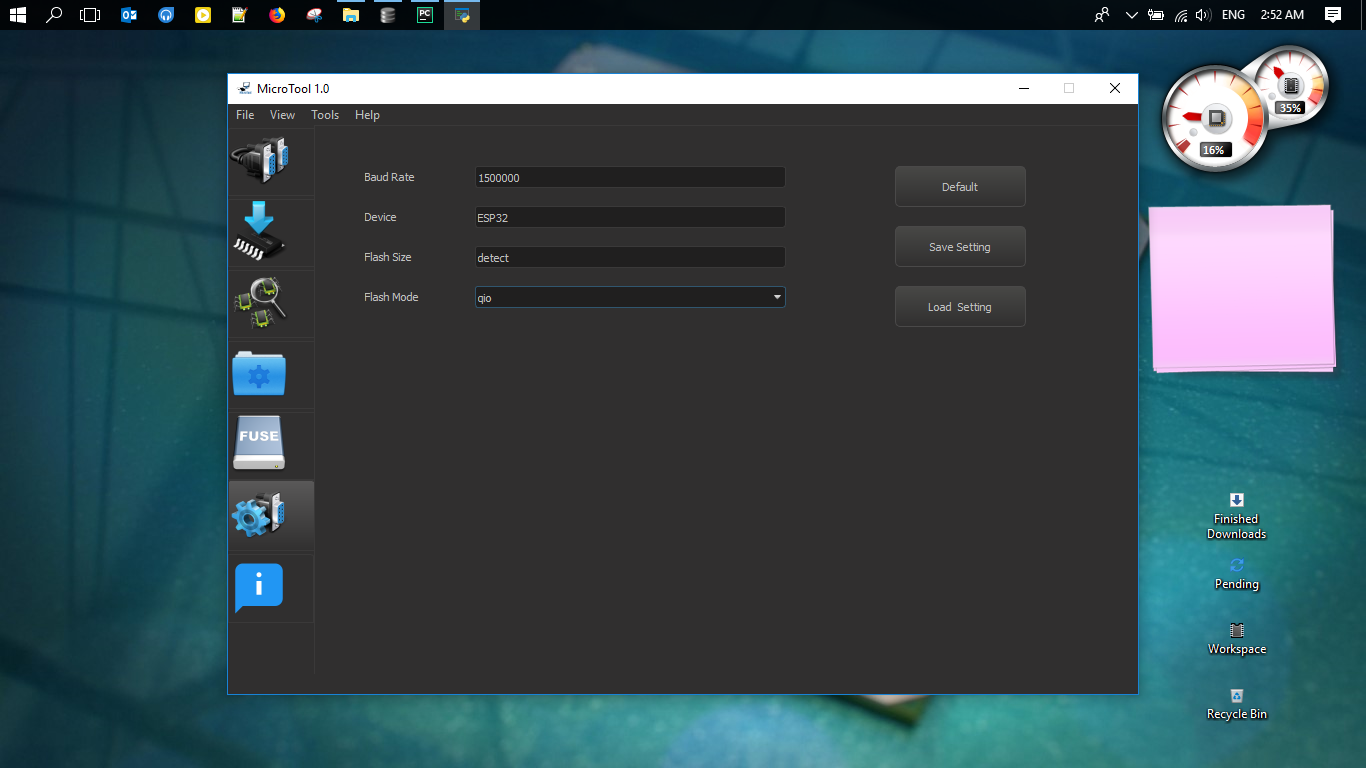 ENG 2:52 AM
MicroTool 1.0
File View Tools Help
Baud Rate 1500000 Default
Device ESP32
Flash Size detect Save Setting
Flash Mode qio Load Setting
FUSE
i
35%
16%
PC
Finished
Downloads
Pending
Workspace
Recycle Bin